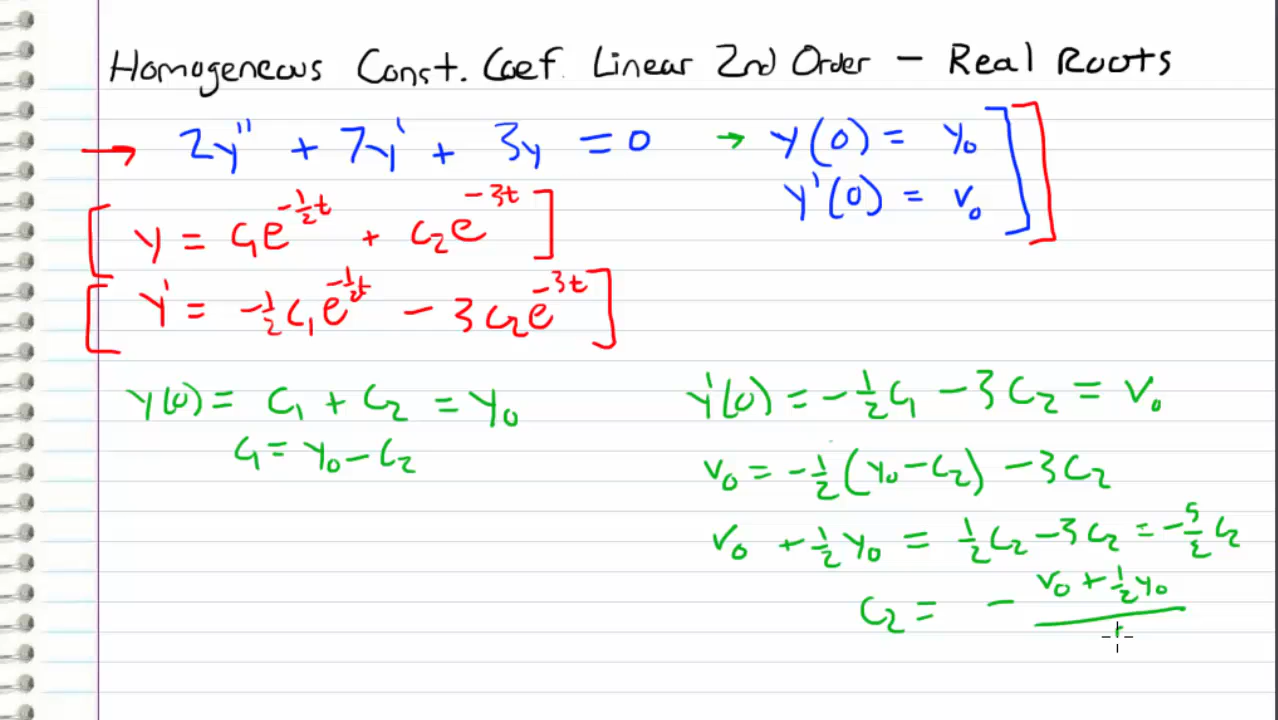 Homogeneous Const. Coef. Linear 2nd Order – Real Roots
→ 2y'' + 7y' + 3y = 0 → y(0) = y₀
y'(0) = v₀
[ y = c₁e^{-½t} + c₂e^{-3t} ]
[ y' = -½c₁e^{-½t} - 3c₂e^{-3t} ]
y(0) = c₁ + c₂ = y₀
c₁ = y₀ - c₂
y'(0) = -½c₁ - 3c₂ = v₀
v₀ = -½(y₀ - c₂) - 3c₂
v₀ + ½y₀ = ½c₂ - 3c₂ = -5/2 c₂
c₂ = - v₀ + ½y₀